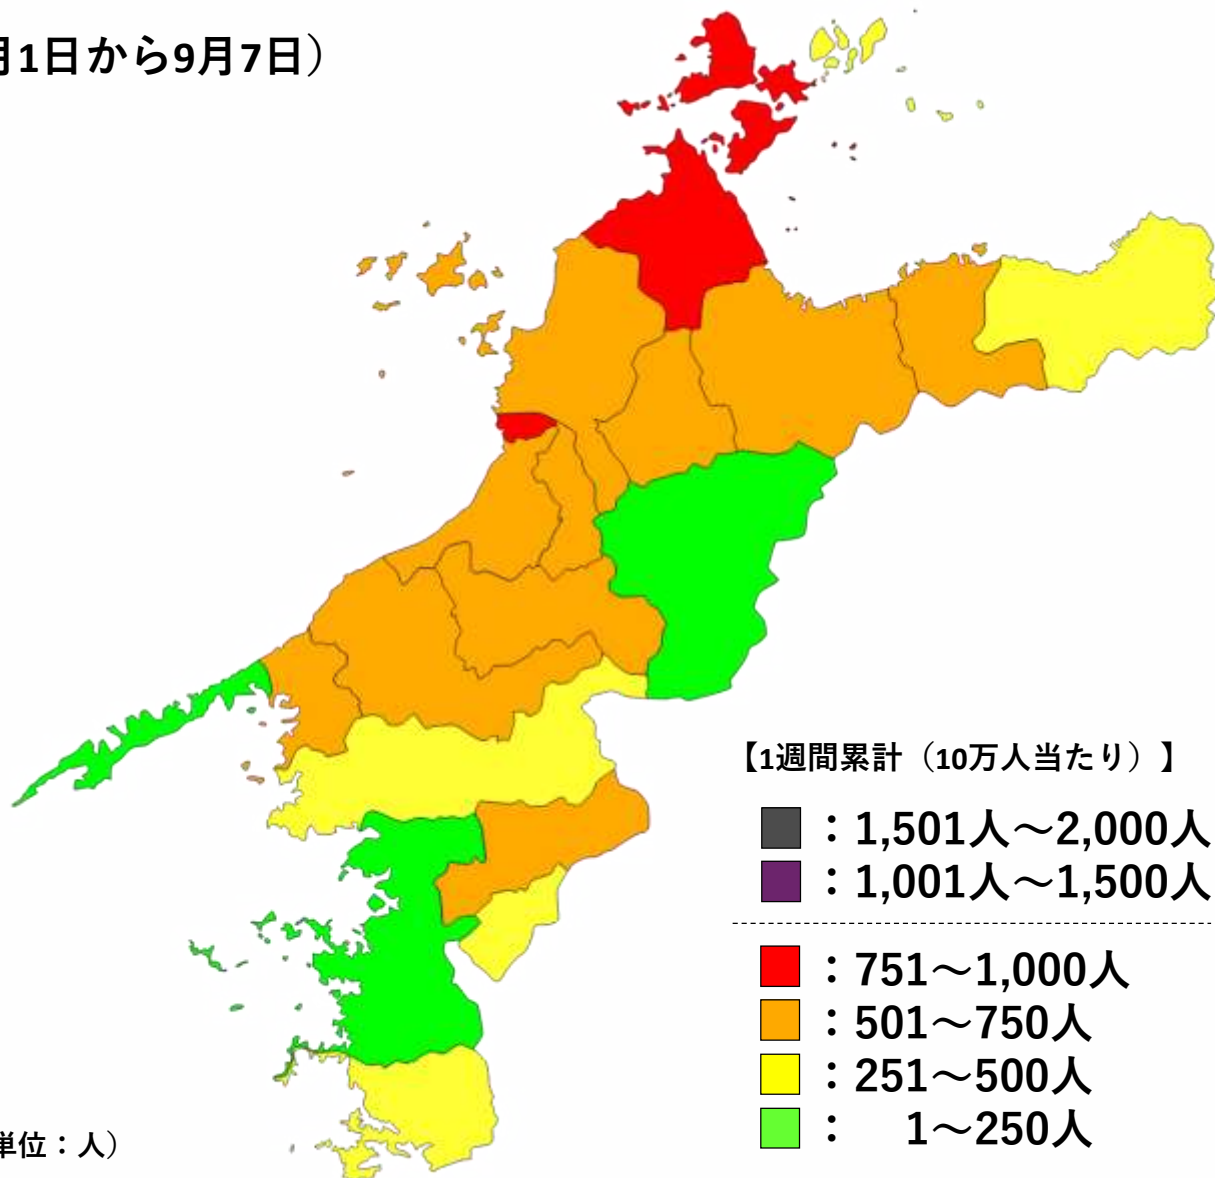 月1日から9月7日）
【1週間累計（10万人当たり）】
：1,501人～2,000人
：1,001人～1,500人
：751～1,000人
：501～750人
：251～500人
：　1～250人
単位：人）